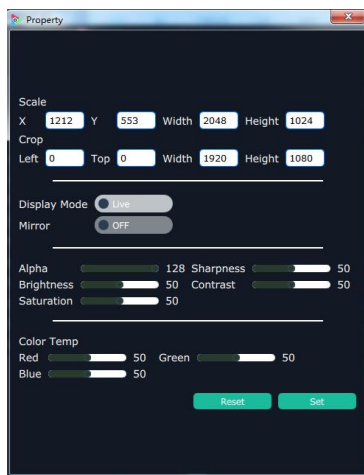 Property
Scale
X 1212 Y 553 Width 2048 Height 1024
Crop
Left 0 Top 0 Width 1920 Height 1080
Display Mode Live
Mirror OFF
Alpha 128 Sharpness 50
Brightness 50 Contrast 50
Saturation 50
Color Temp
Red 50 Green 50
Blue 50
Reset Set